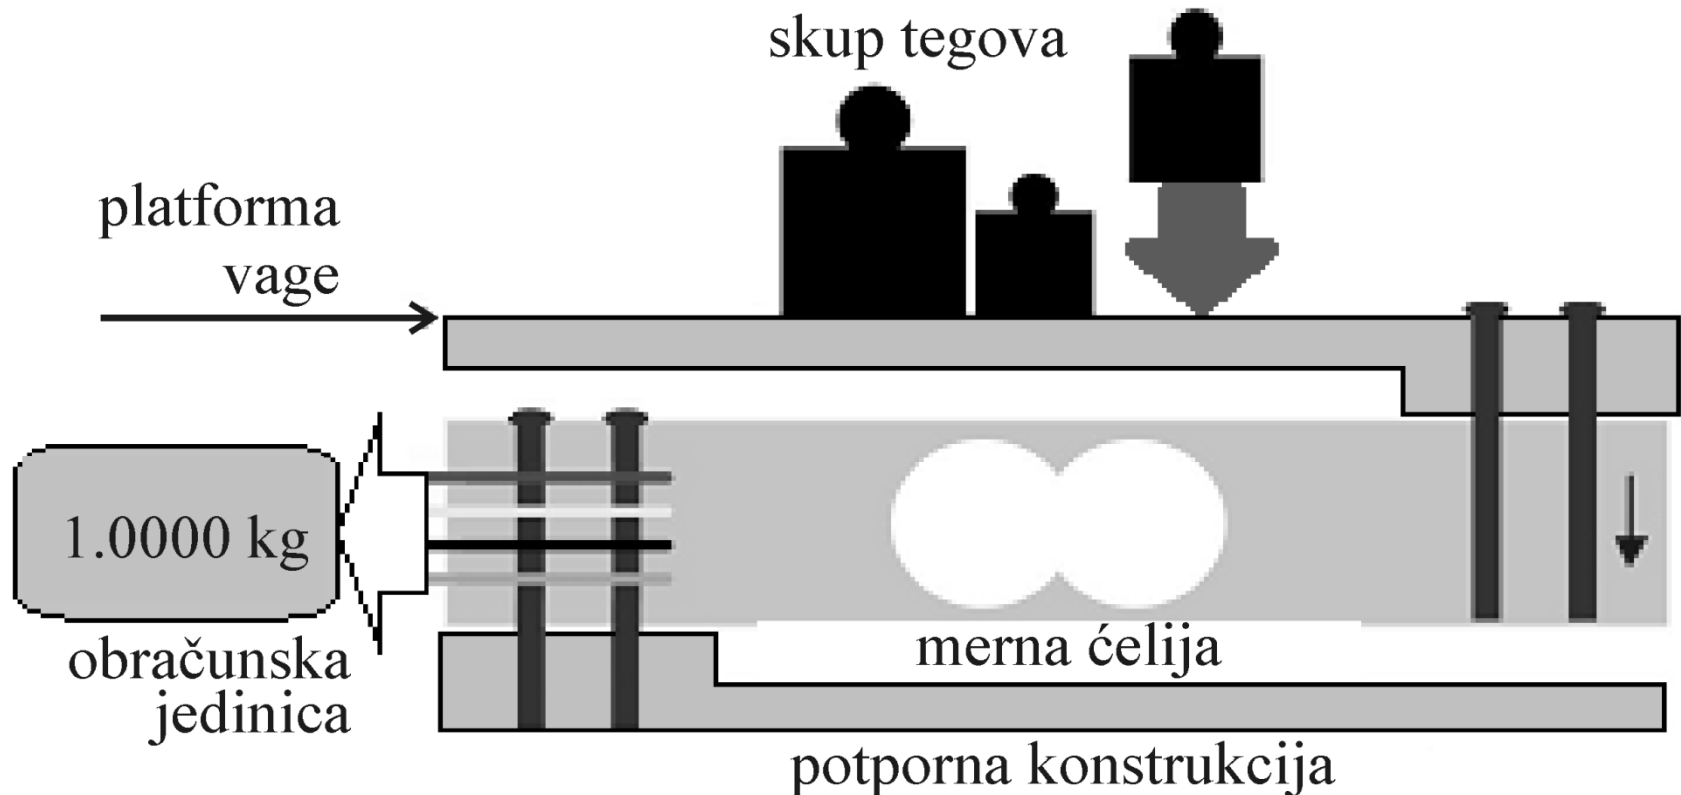 skup tegova
platforma
vage
1.0000 kg
obračunska
jedinica
merna ćelija
potporna konstrukcija